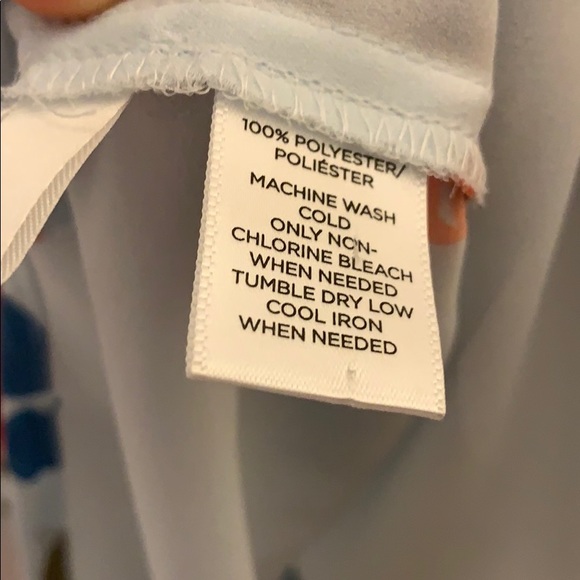 100% POLYESTER/
POLIÉSTER
MACHINE WASH
COLD
ONLY NON-
CHLORINE BLEACH
WHEN NEEDED
TUMBLE DRY LOW
COOL IRON
WHEN NEEDED